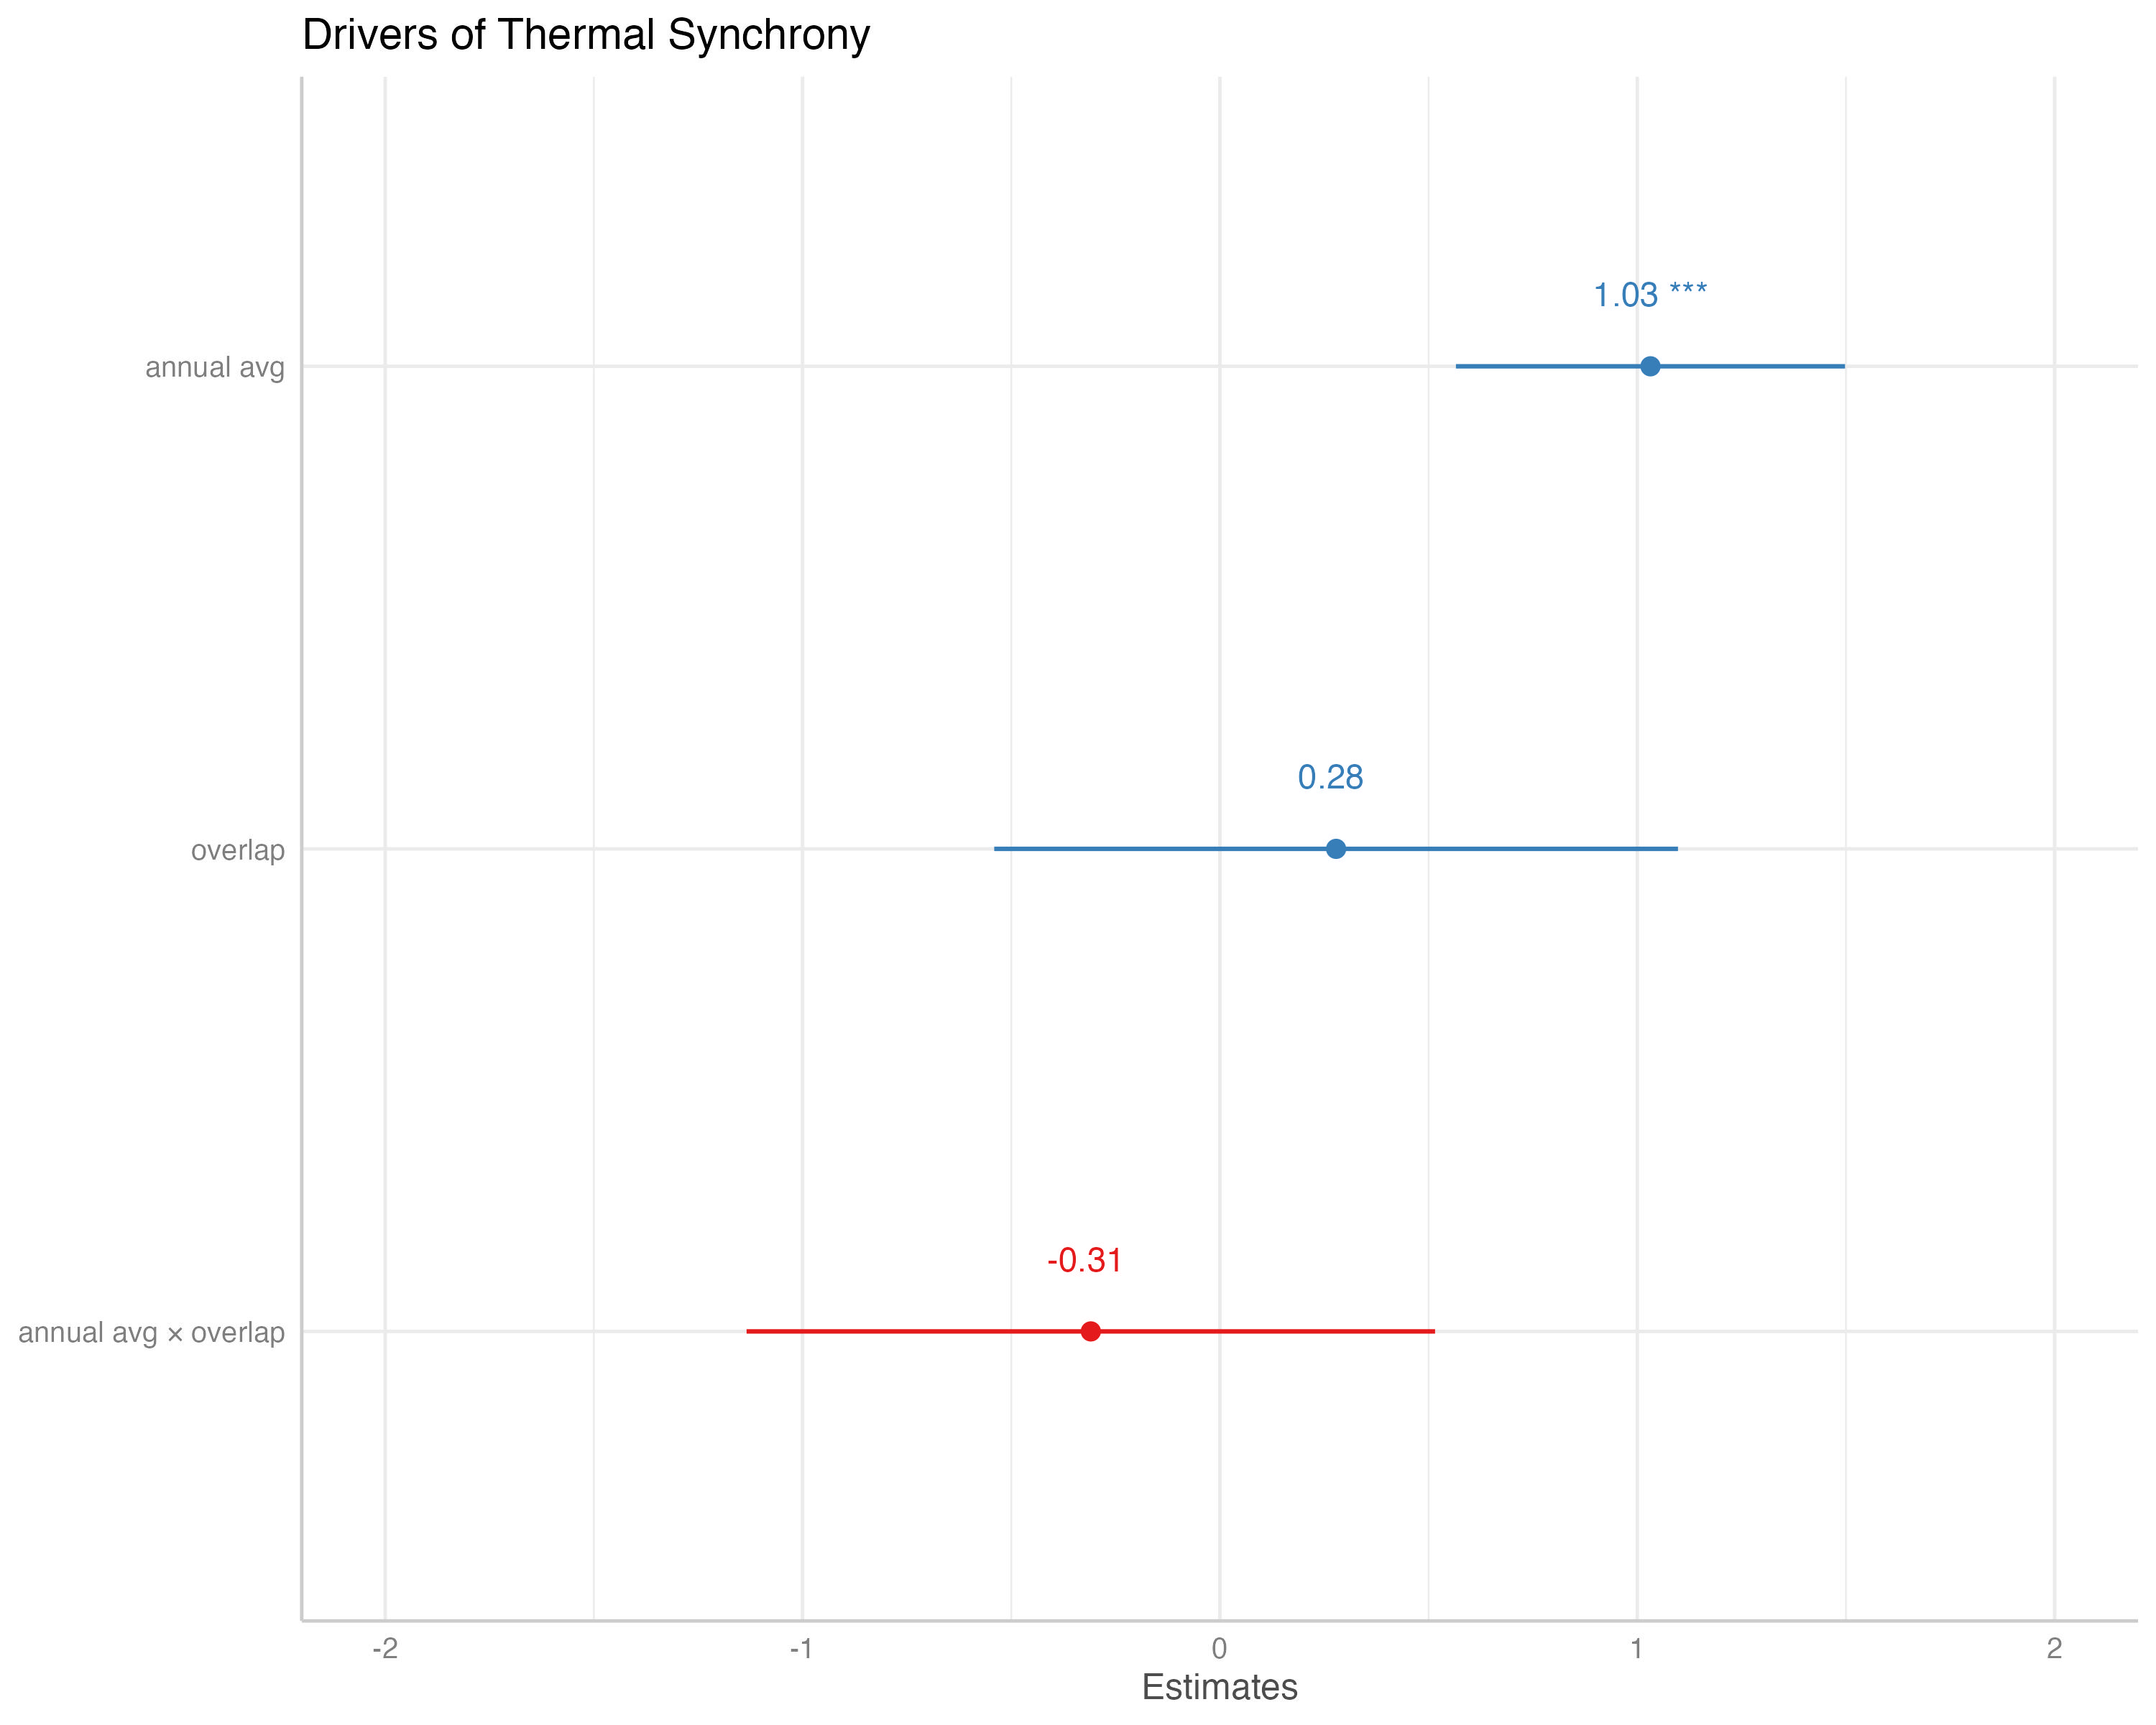 Drivers of Thermal Synchrony
1.03 ***
annual avg
0.28
overlap
-0.31
annual avg × overlap
-2 -1 0 1 2
Estimates